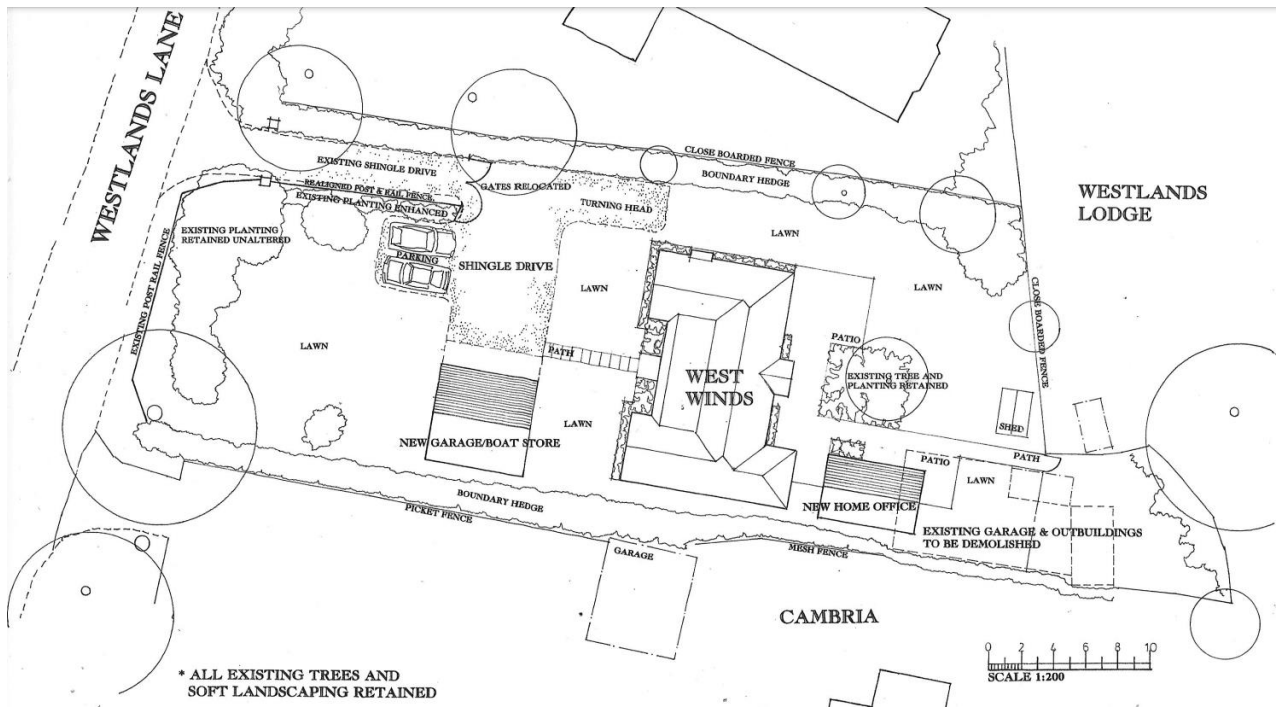 WESTLANDS LANE
CLOSE BOARDED FENCE
EXISTING SHINGLE DRIVE
BOUNDARY HEDGE
GATES RELOCATED
REALIGNED POST & RAIL FENCE
EXISTING PLANTING ENHANCED
TURNING HEAD
WESTLANDS
LODGE
EXISTING PLANTING
RETAINED UNALTERED
LAWN
PARKING
SHINGLE DRIVE
LAWN
LAWN
EXISTING POST RAIL FENCE
CLOSE BOARDED FENCE
LAWN
PATH
PATIO
WEST
WINDS
EXISTING TREE AND
PLANTING RETAINED
LAWN
SHED
NEW GARAGE/BOAT STORE
PATIO
PATH
LAWN
BOUNDARY HEDGE
NEW HOME OFFICE
PICKET FENCE
EXISTING GARAGE & OUTBUILDINGS
TO BE DEMOLISHED
GARAGE
MESH FENCE
CAMBRIA
0 2 4 6 8 10
SCALE 1:200
* ALL EXISTING TREES AND
SOFT LANDSCAPING RETAINED